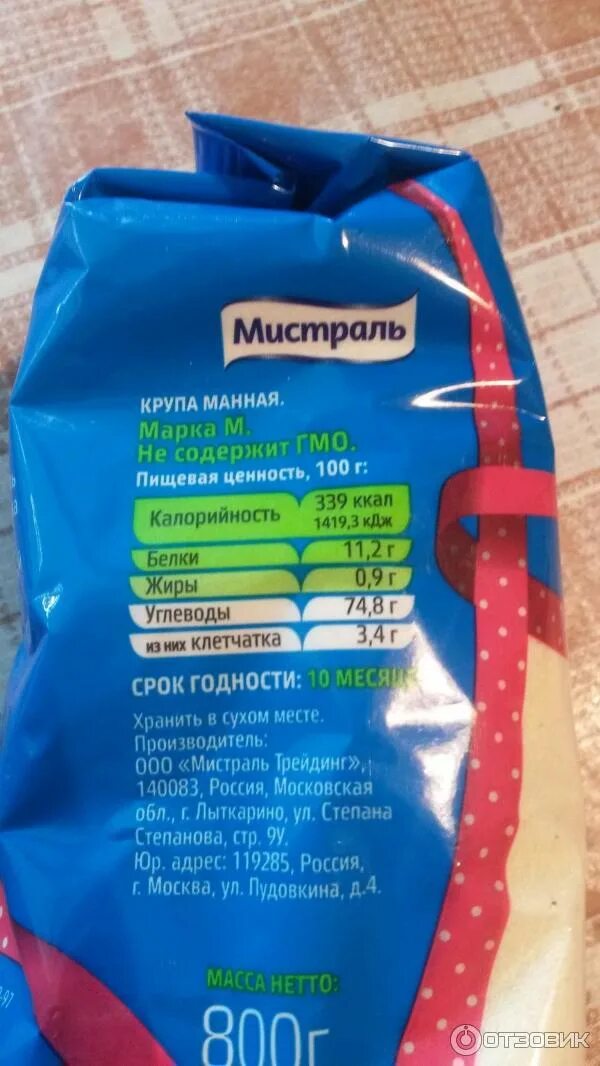 Мистраль
КРУПА МАННАЯ.
Марка М.
Не содержит ГМО.
Пищевая ценность, 100 г:
Калорийность 339 ккал
1419,3 кДж
Белки 11,2 г
Жиры 0,9 г
Углеводы 74,8 г
из них клетчатка 3,4 г
СРОК ГОДНОСТИ: 10
Хранить в сухом месте.
Производитель:
ООО «Мистраль Трейдинг»,
140083, Россия, Московская
обл., г. Лыткарино, ул. Степана
Степанова, стр. 9У.
Юр. адрес: 119285, Россия,
г. Москва, ул. Пудовкина, д.4.
МАССА НЕТТО:
800г
ОТЗОВИК